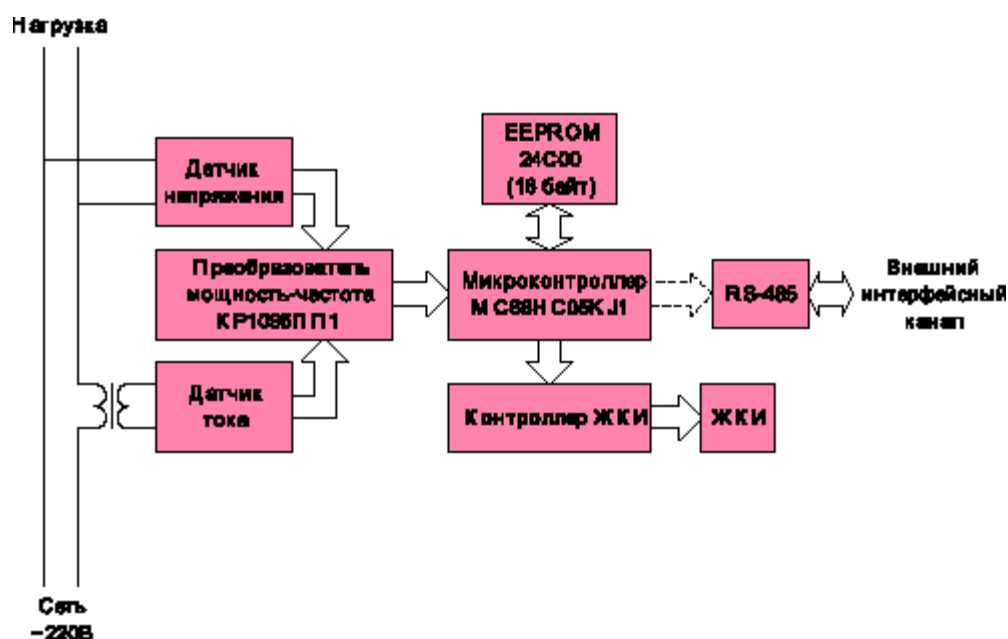 Нагрузка
Датчик
напряжения
EEPROM
24C00
(16 байт)
Преобразователь
мощность-частота
КР1095ПП1
Микроконтроллер
MC68HC05KJ1
RS-485
Внешний
интерфейсный
канал
Датчик
тока
Контроллер ЖКИ
ЖКИ
Сеть
~220В